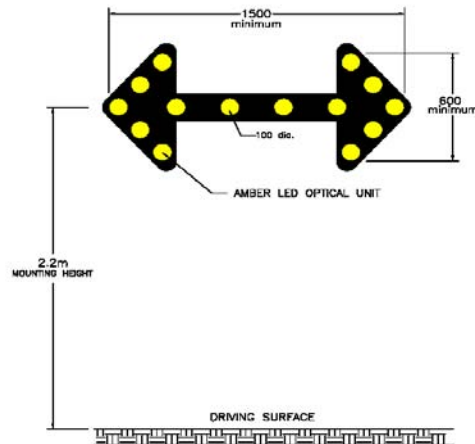 1500
minimum
600
minimum
100 dia.
AMBER LED OPTICAL UNIT
2.2m
MOUNTING HEIGHT
DRIVING SURFACE